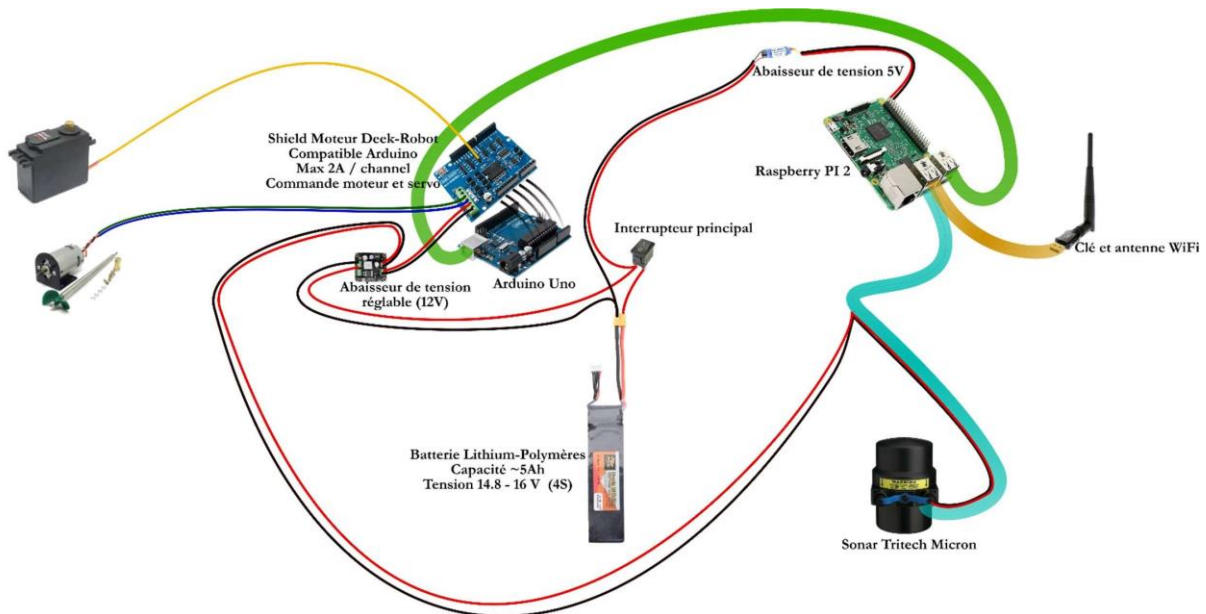 Abaisseur de tension 5V
Shield Moteur Deek-Robot
Compatible Arduino
Max 2A / channel
Commande moteur et servo
Raspberry PI 2
Interrupteur principal
Clé et antenne WiFi
Abaisseur de tension
réglable (12V)
Arduino Uno
Batterie Lithium-Polymères
Capacité ~5Ah
Tension 14.8 - 16 V (4S)
Sonar Tritech Micron